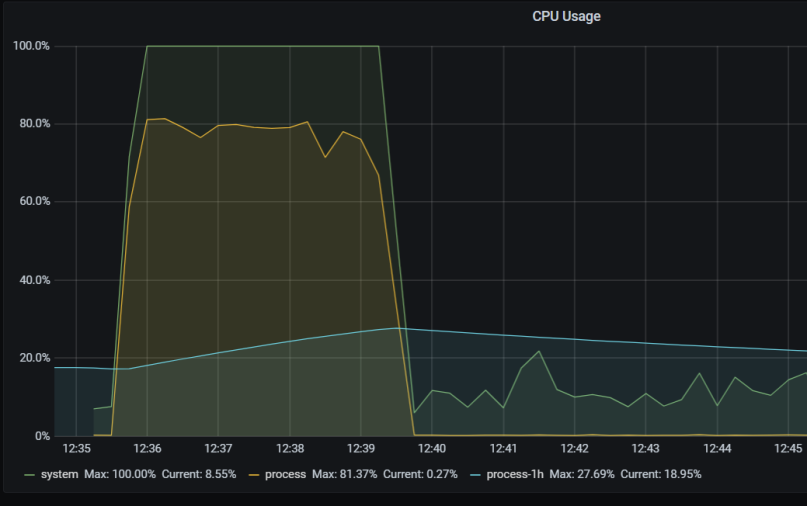 CPU Usage
100.0%
80.0%
60.0%
40.0%
20.0%
0%
12:35 12:36 12:37 12:38 12:39 12:40 12:41 12:42 12:43 12:44 12:45
system Max: 100.00% Current: 8.55% process Max: 81.37% Current: 0.27% process-1h Max: 27.69% Current: 18.95%